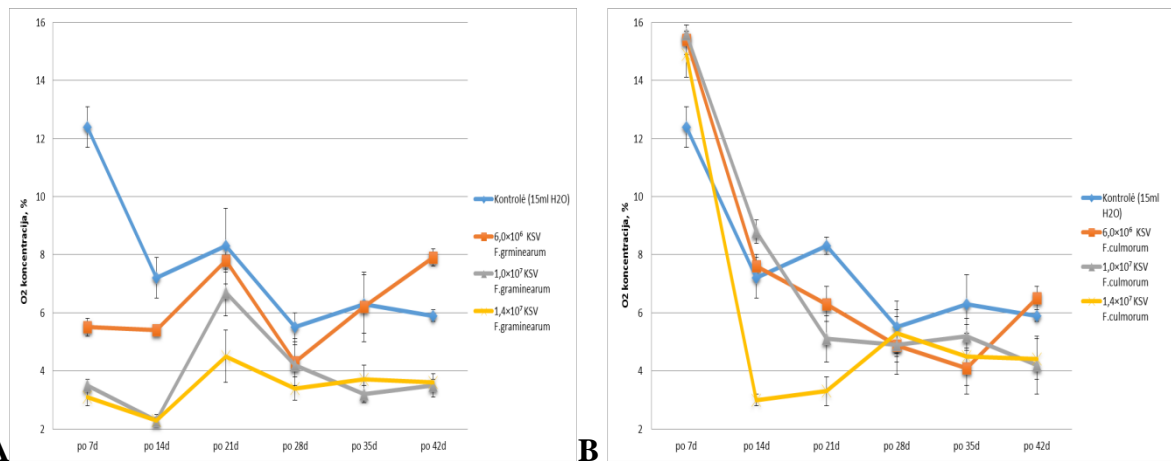 16
14
12
10
8
6
4
2
O2 koncentracija, %
po 7d po 14d po 21d po 28d po 35d po 42d
Kontrolė (15ml H2O)
6,0×10⁶ KSV
F.grminearum
1,0×10⁷ KSV
F.graminearum
1,4×10⁷ KSV
F.graminearum
A
16
14
12
10
8
6
4
2
O2 koncentracija, %
po 7d po 14d po 21d po 28d po 35d po 42d
Kontrolė (15ml
H2O)
6,0×10⁶ KSV
F.culmorum
1,0×10⁷ KSV
F.culmorum
1,4×10⁷ KSV
F.culmorum
B